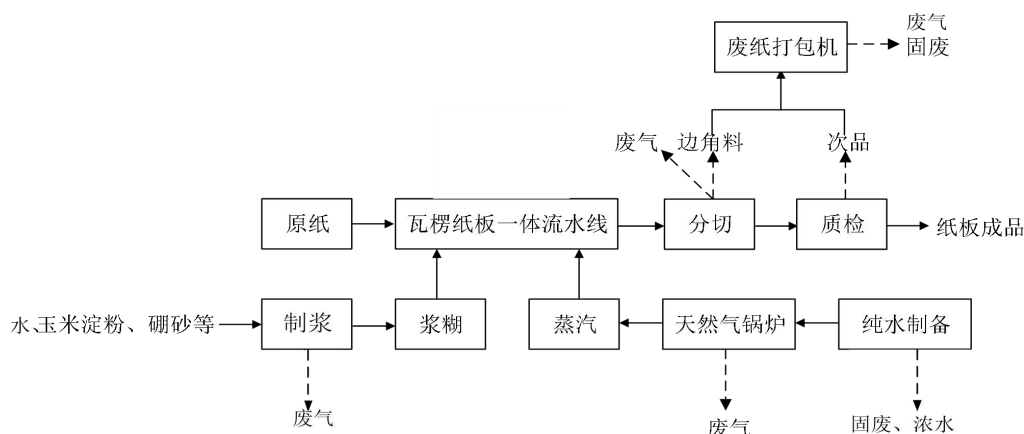 废气
废纸打包机
固废
废气
边角料
次品
原纸
瓦楞纸板一体流水线
分切
质检
纸板成品
水、玉米淀粉、硼砂等
制浆
浆糊
蒸汽
天然气锅炉
纯水制备
废气
废气
固废、浓水